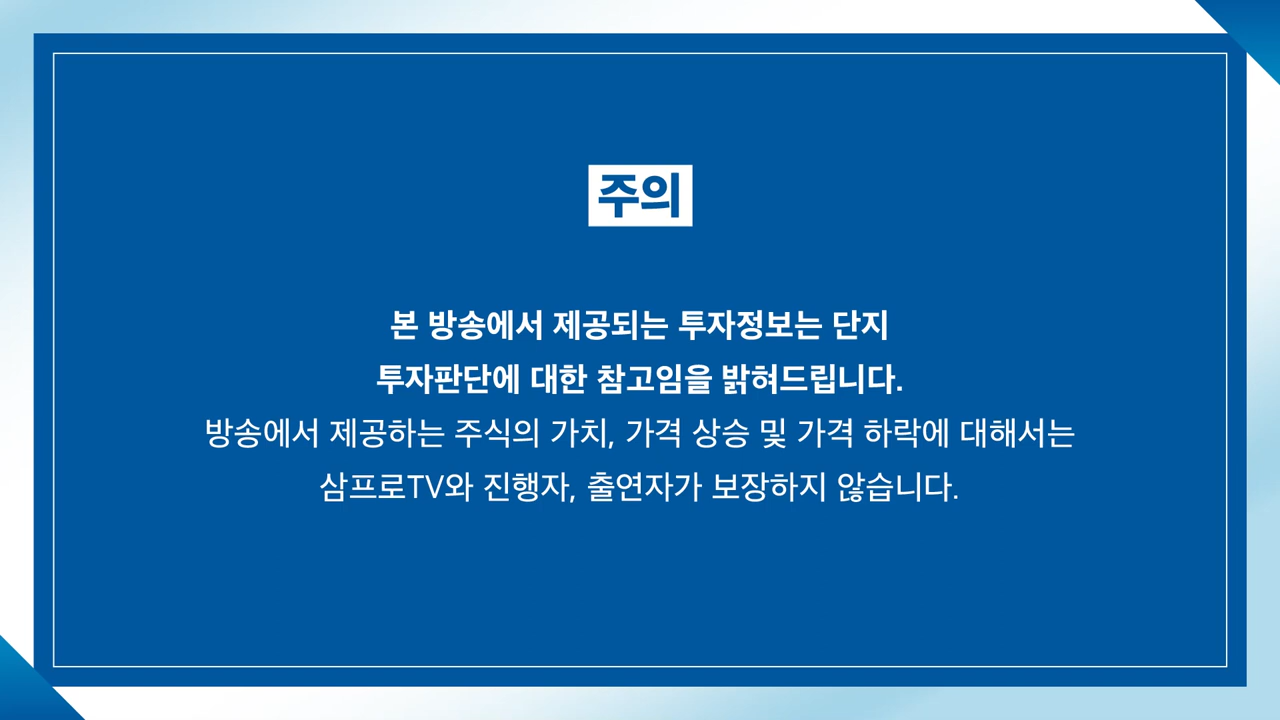 주의
본 방송에서 제공되는 투자정보는 단지
투자판단에 대한 참고임을 밝혀드립니다.
방송에서 제공하는 주식의 가치, 가격 상승 및 가격 하락에 대해서는
삼프로TV와 진행자, 출연자가 보장하지 않습니다.